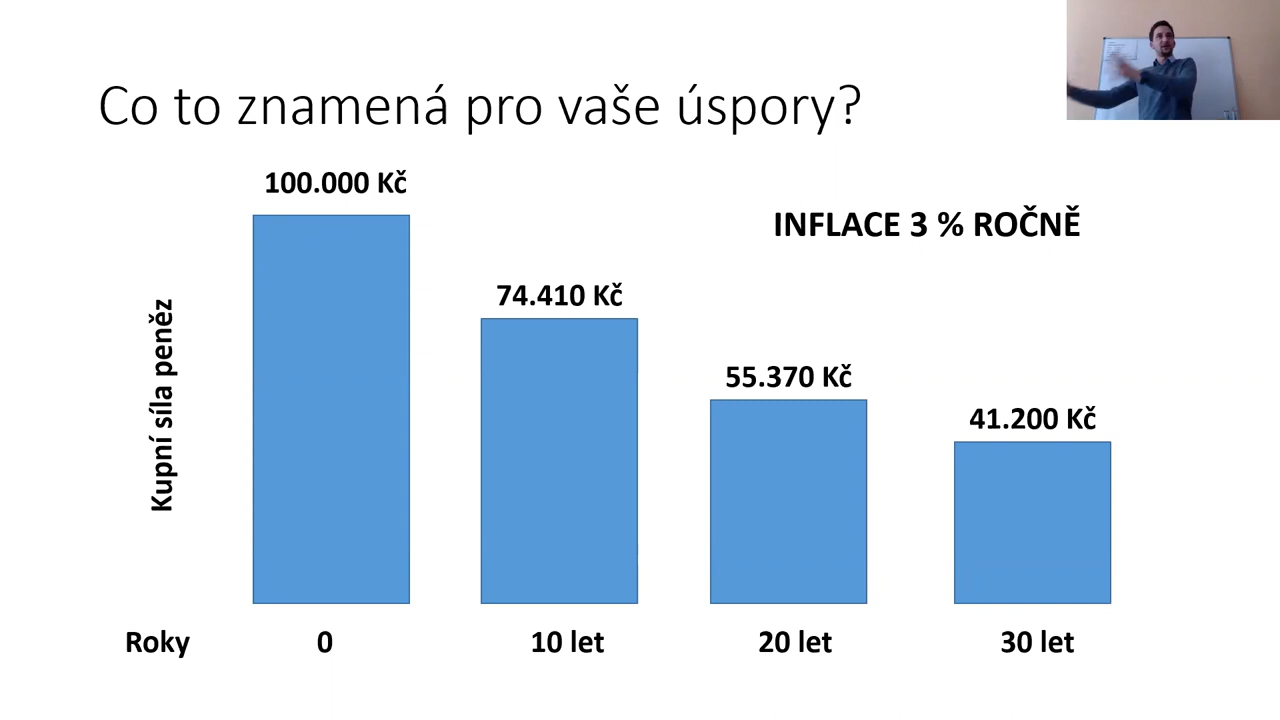 Co to znamená pro vaše úspory?
100.000 Kč
INFLACE 3 % ROČNĚ
74.410 Kč
55.370 Kč
41.200 Kč
Kupní síla peněz
Roky 0 10 let 20 let 30 let